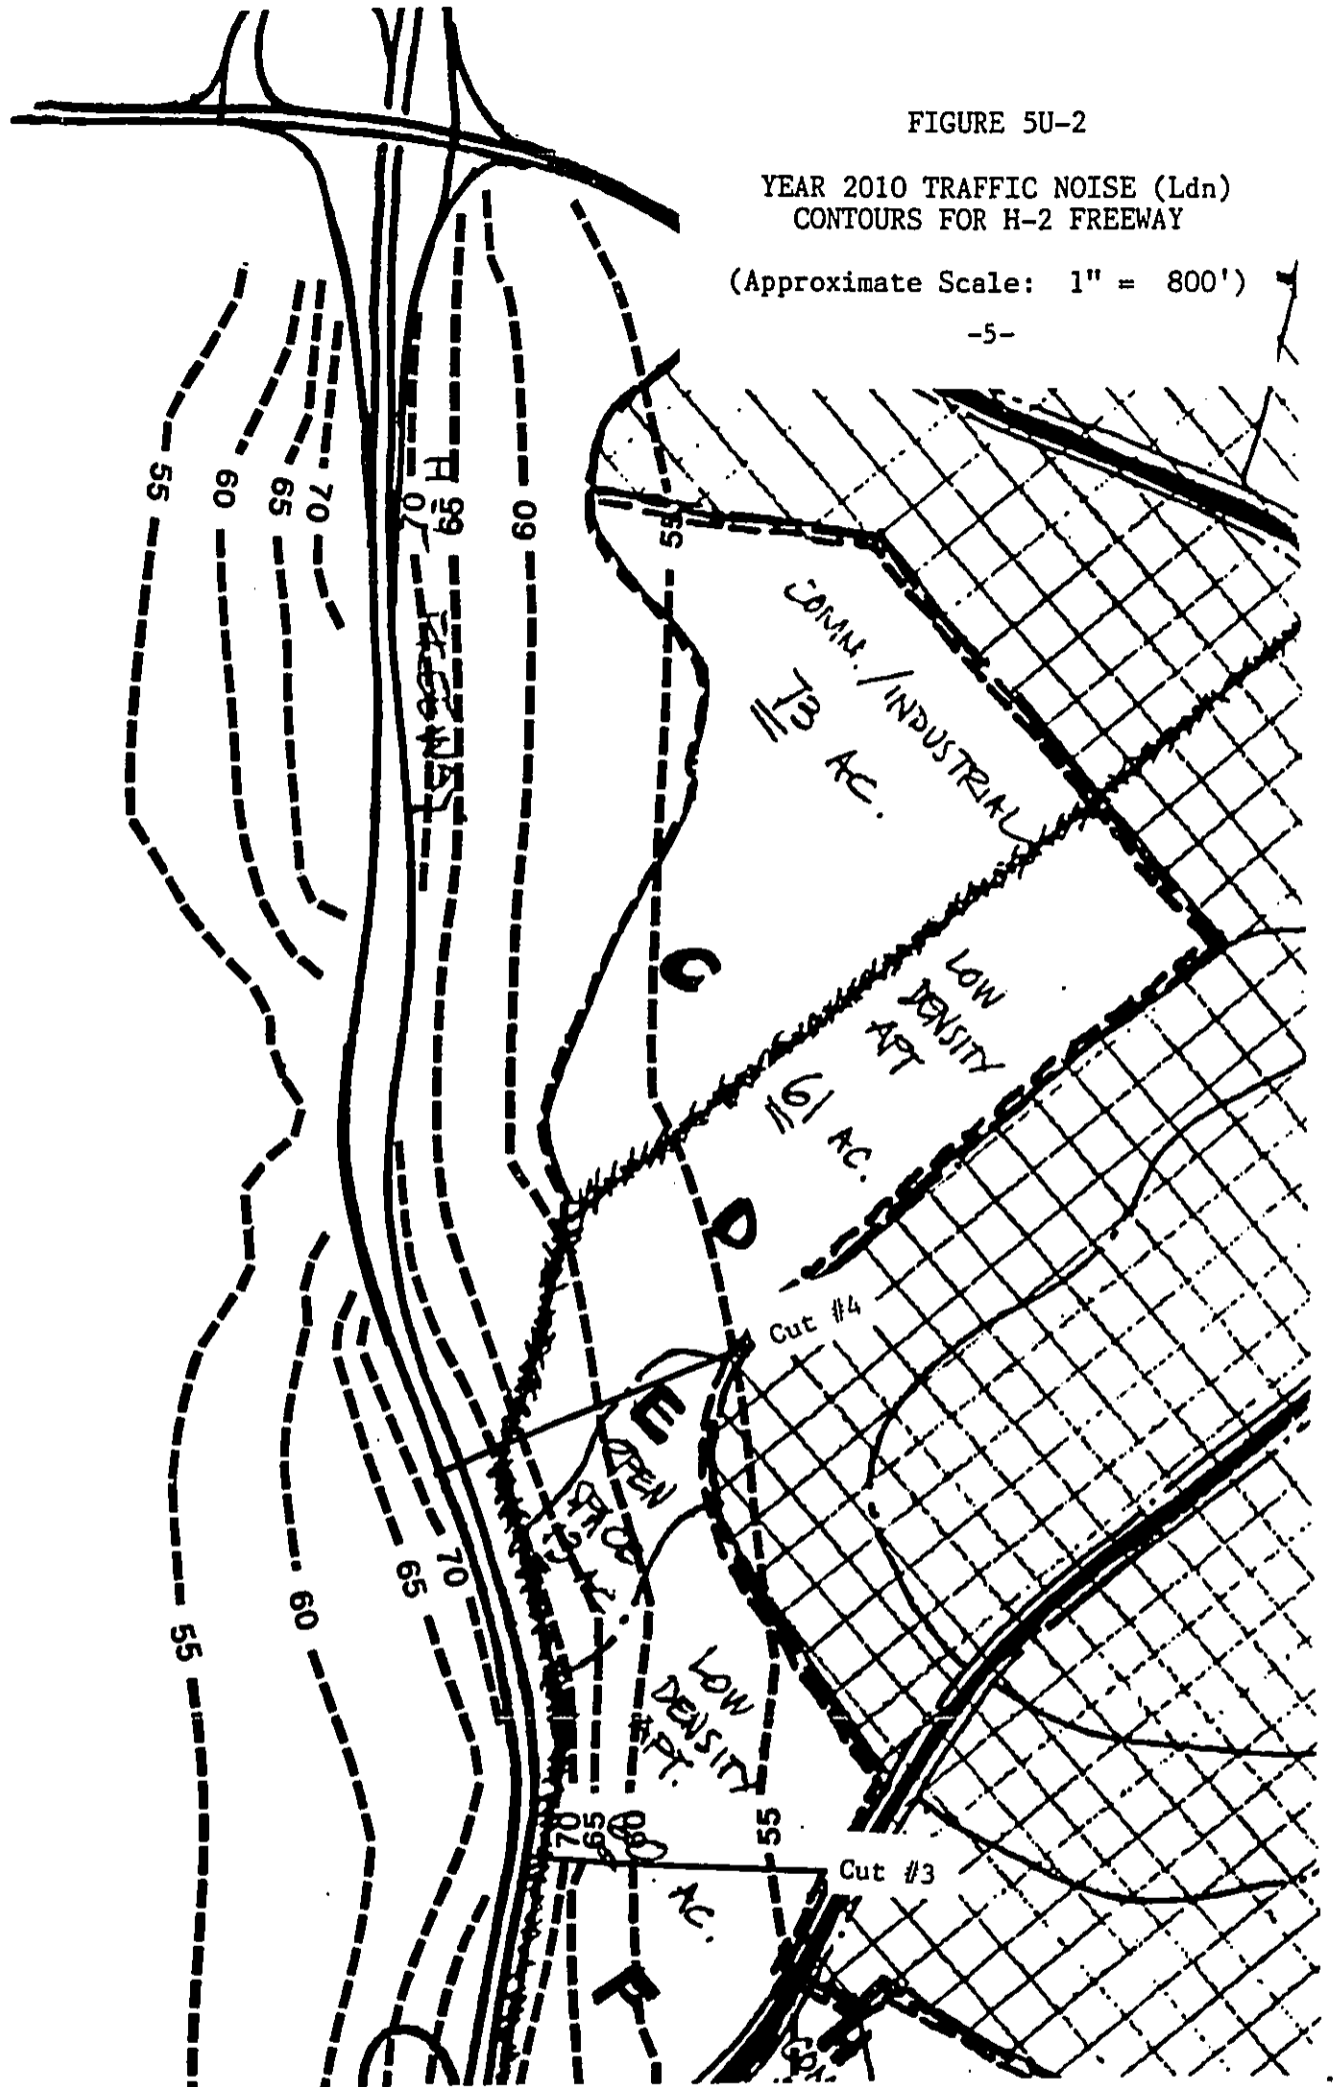 FIGURE 5U-2
YEAR 2010 TRAFFIC NOISE (Ldn)
CONTOURS FOR H-2 FREEWAY
(Approximate Scale: 1" = 800')
-5-
55
60
65
70
70
H
65
60
55
FREEWAY
COMM./INDUSTRIAL
73
AC.
C
LOW
DENSITY
APT
61 AC.
D
Cut #4
E
OPEN
SPACE
70
65
60
55
LOW
DENSITY
APT.
70
65
60
55
Cut #3
AC.
F